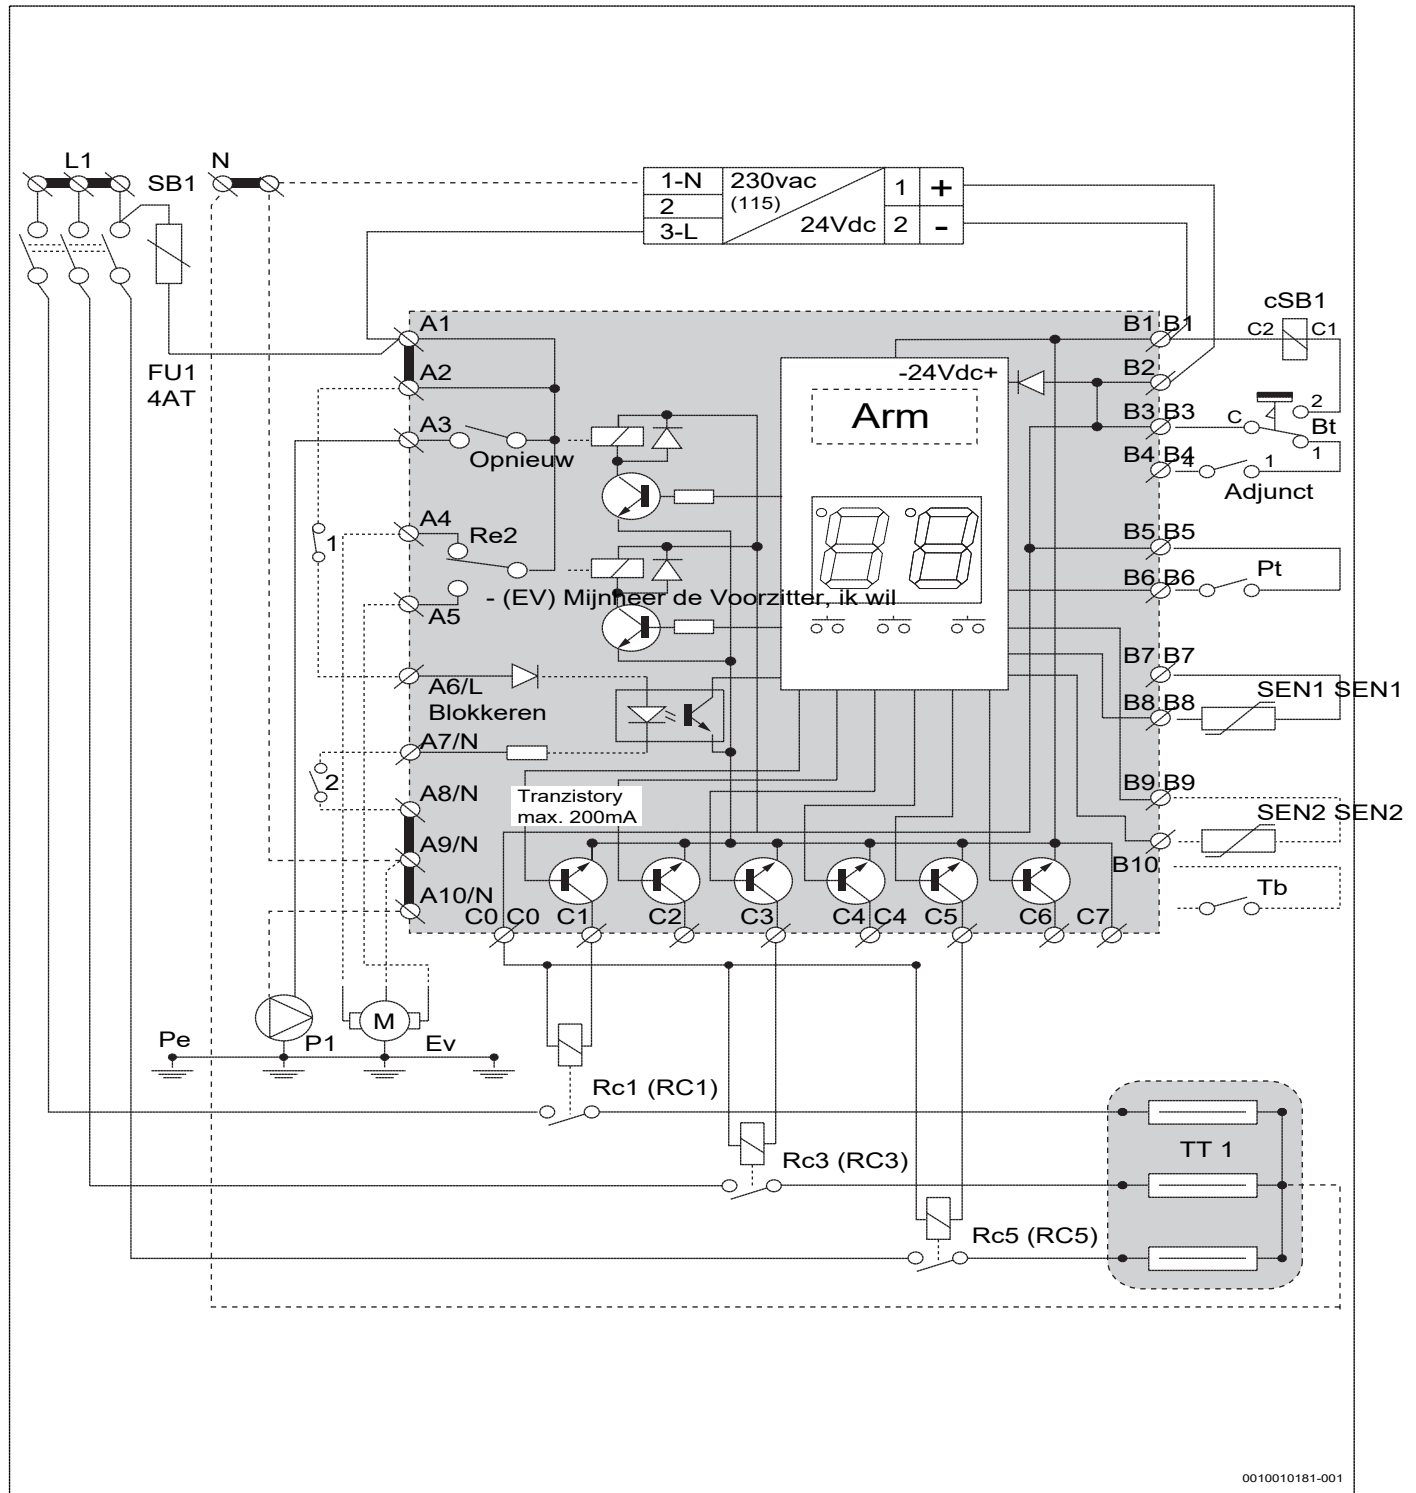 L1
N
SB1
1-N
230vac
1
+
2
(115)
3-L
24Vdc
2
-
cSB1
C2
C1
A1
B1 B1
FU1
4AT
A2
-24Vdc+
B2
Arm
2
A3
B3 B3
C
Bt
Opnieuw
B4 B4
4
1
1
Adjunct
A4
Re2
B5 B5
1
Pt
B6 B6
- (EV) Mijnheer de Voorzitter, ik wil
A5
B7 B7
A6/L
SEN1 SEN1
B8 B8
Blokkeren
A7/N
2
B9 B9
A8/N
Tranzistory
max. 200mA
SEN2 SEN2
A9/N
B10
A10/N
Tb
C0 C0
C1
C2
C3
C4 C4
C5
C6
C7
M
Pe
P1
Ev
Rc1 (RC1)
TT 1
Rc3 (RC3)
Rc5 (RC5)
0010010181-001